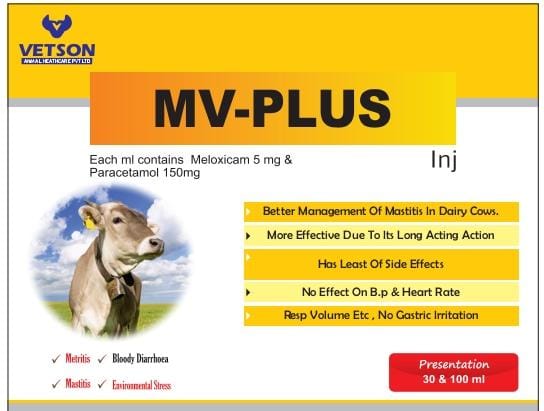 VETSON
ANIMAL HEATHCARE PVT LTD
MV-PLUS
Each ml contains Meloxicam 5 mg &
Paracetamol 150mg
Inj
Better Management Of Mastitis In Dairy Cows.
More Effective Due To Its Long Acting Action
Has Least Of Side Effects
No Effect On B.p & Heart Rate
Resp Volume Etc , No Gastric Irritation
✓ Metritis ✓ Bloody Diarrhoea
✓ Mastitis ✓ Environmental Stress
Presentation
30 & 100 ml